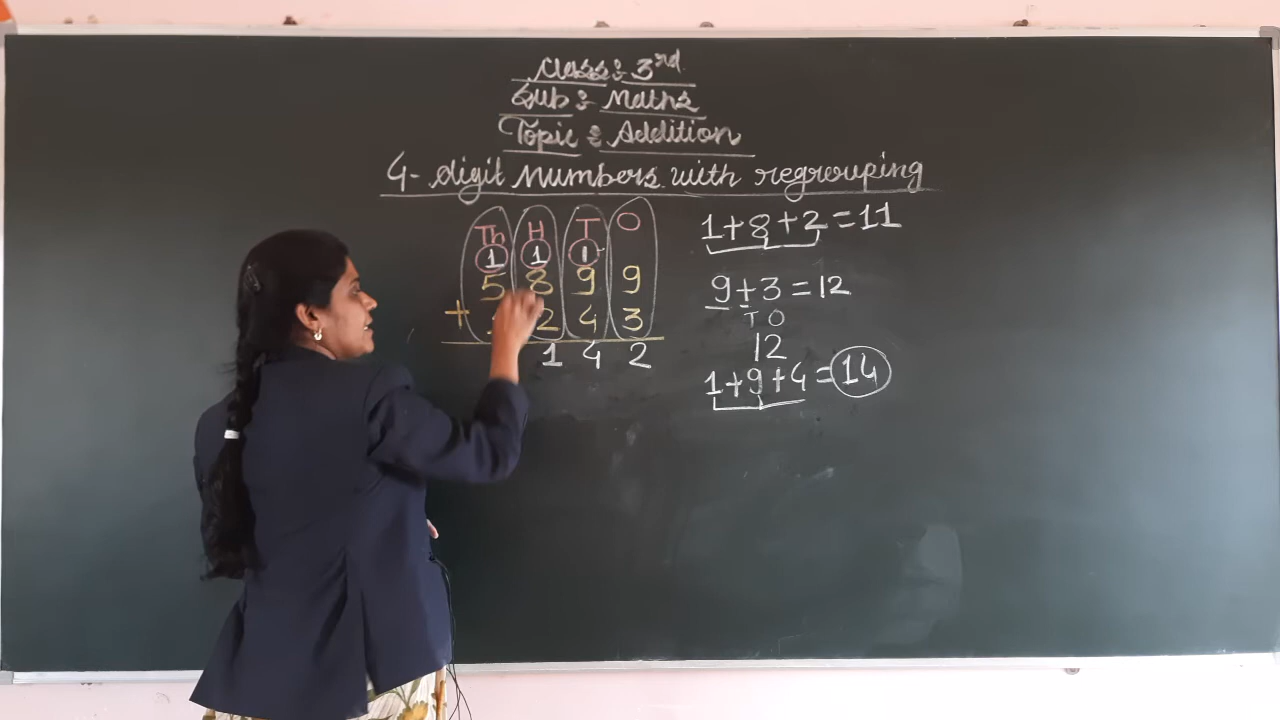 Class : 3rd
Sub : Maths
Topic : Addition
4- digit numbers with regrouping
Th H T O
1 1 1
5 8 9 9
+ 2 4 3
1 4 2
1+8+2=11
9+3=12
T O
12
1+9+4=14